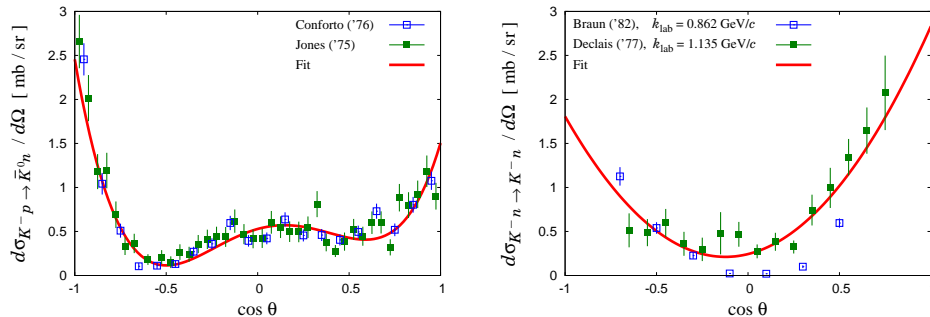 Conforto ('76)
Jones ('75)
Fit
dσ_{K⁻ p → K̄⁰n} / dΩ [ mb / sr ]
3
2.5
2
1.5
1
0.5
0
-1
-0.5
0
0.5
1
cos θ
Braun ('82), k_lab = 0.862 GeV/c
Declais ('77), k_lab = 1.135 GeV/c
Fit
dσ_{K⁻ n → K⁻ n} / dΩ [ mb / sr ]
3
2.5
2
1.5
1
0.5
0
-1
-0.5
0
0.5
cos θ